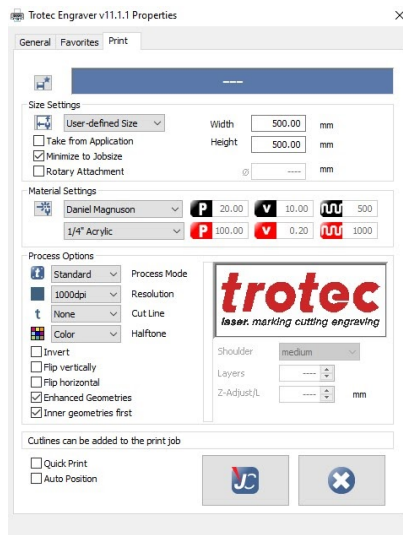 Trotec Engraver v11.1.1 Properties
General Favorites Print
---
Size Settings
User-defined Size Width 500.00 mm
Take from Application Height 500.00 mm
Minimize to Jobsize
Rotary Attachment ø ---- mm
Material Settings
Daniel Magnuson P 20.00 V 10.00 500
1/4" Acrylic P 100.00 V 0.20 1000
Process Options
Standard Process Mode
1000dpi Resolution
t None Cut Line
Color Halftone
trotec
laser. marking cutting engraving
Invert
Flip vertically
Flip horizontal
Enhanced Geometries
Inner geometries first
Shoulder medium
Layers ----
Z-Adjust/L ---- mm
Cutlines can be added to the print job
Quick Print
Auto Position
JC